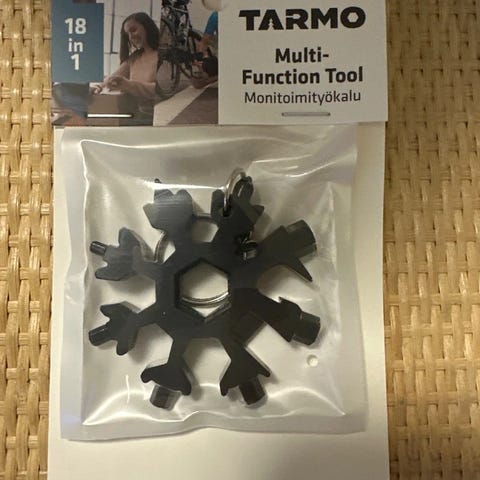 18
in
1
TARMO
Multi-
Function Tool
Monitoimityökalu